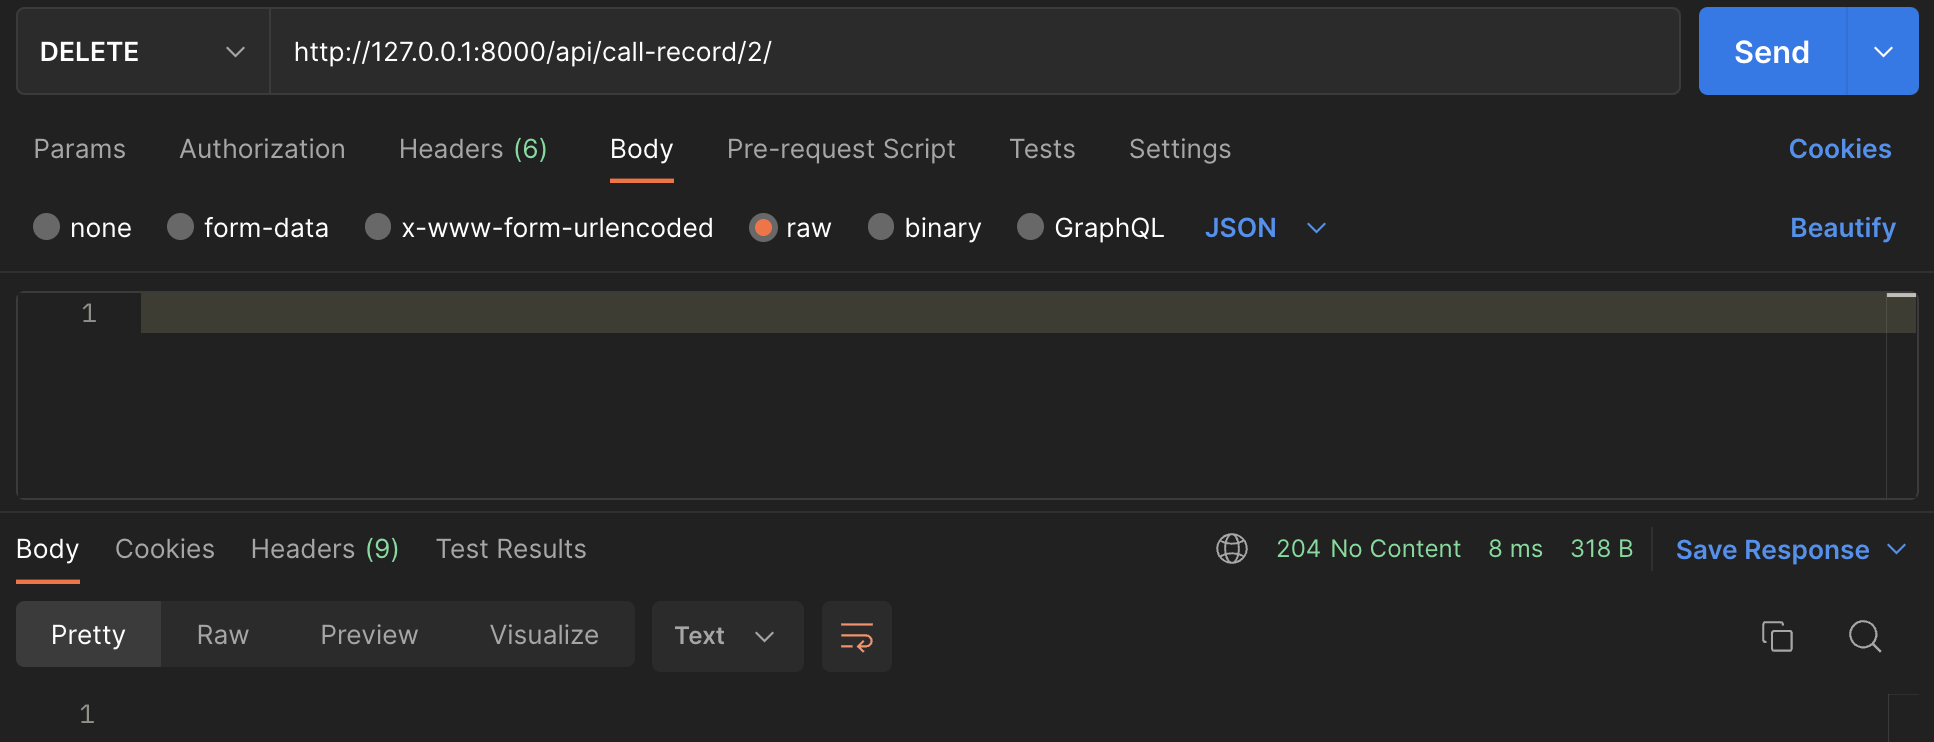 DELETE http://127.0.0.1:8000/api/call-record/2/ Send
Params Authorization Headers (6) Body Pre-request Script Tests Settings Cookies
none form-data x-www-form-urlencoded raw binary GraphQL JSON Beautify
1
Body Cookies Headers (9) Test Results 204 No Content 8 ms 318 B Save Response
Pretty Raw Preview Visualize Text
1